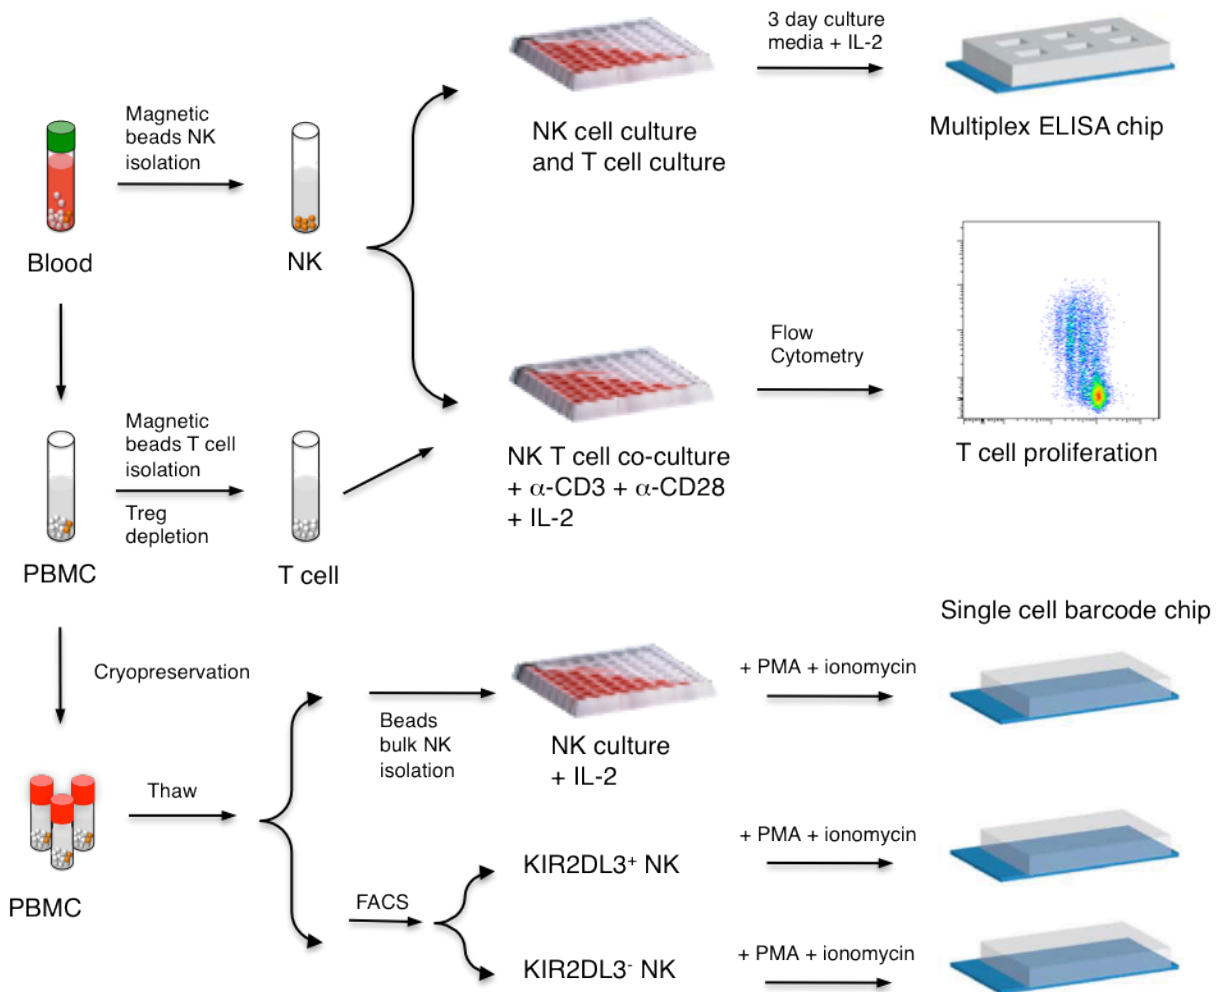 3 day culture
media + IL-2
Magnetic
beads NK
isolation
NK cell culture
and T cell culture
Multiplex ELISA chip
Blood
NK
Flow
Cytometry
Magnetic
beads T cell
isolation
Treg
depletion
NK T cell co-culture
+ α-CD3 + α-CD28
+ IL-2
T cell proliferation
PBMC
T cell
Single cell barcode chip
Cryopreservation
+ PMA + ionomycin
Beads
bulk NK
isolation
NK culture
+ IL-2
Thaw
+ PMA + ionomycin
KIR2DL3⁺ NK
PBMC
FACS
+ PMA + ionomycin
KIR2DL3⁻ NK